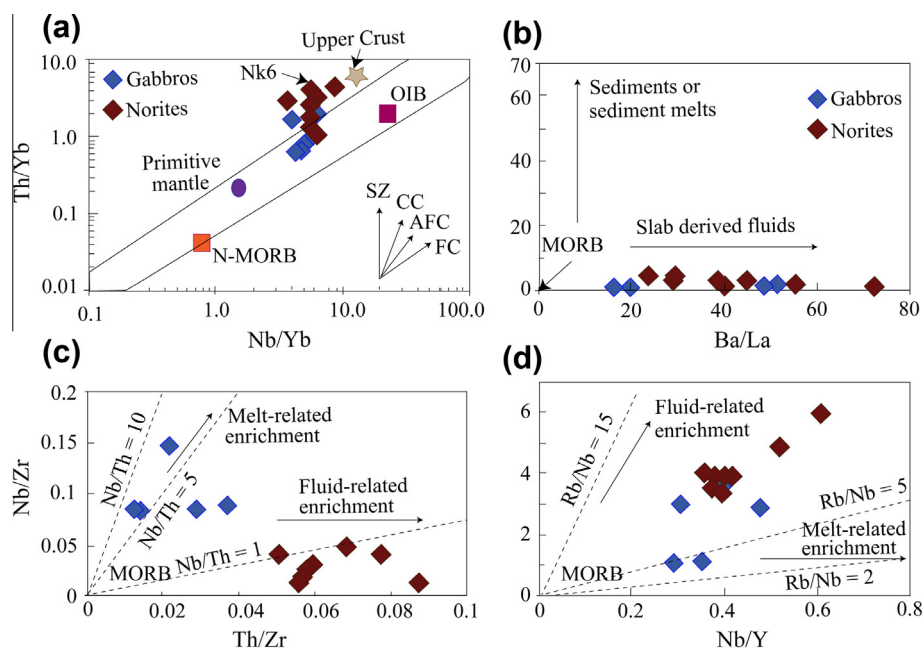 (a)
Upper Crust
10.0
Gabbros
Nk6
Norites
OIB
1.0
Th/Yb
Primitive
mantle
SZ
CC
0.1
AFC
FC
N-MORB
0.01
0.1
1.0
10.0
100.0
Nb/Yb
(b)
70
60
Sediments or
sediment melts
Gabbros
50
Norites
40
30
20
Slab derived fluids
10
MORB
0
0
20
40
60
80
Ba/La
(c)
0.2
Nb/Th = 10
Melt-related
enrichment
0.15
Nb/Zr
Nb/Th = 5
0.1
Fluid-related
enrichment
0.05
Nb/Th = 1
MORB
0
0
0.02
0.04
0.06
0.08
0.1
Th/Zr
(d)
6
Fluid-related
enrichment
Rb/Nb = 15
4
Rb/Nb = 5
2
Melt-related
enrichment
MORB
Rb/Nb = 2
0
0
0.2
0.4
0.6
0.8
Nb/Y